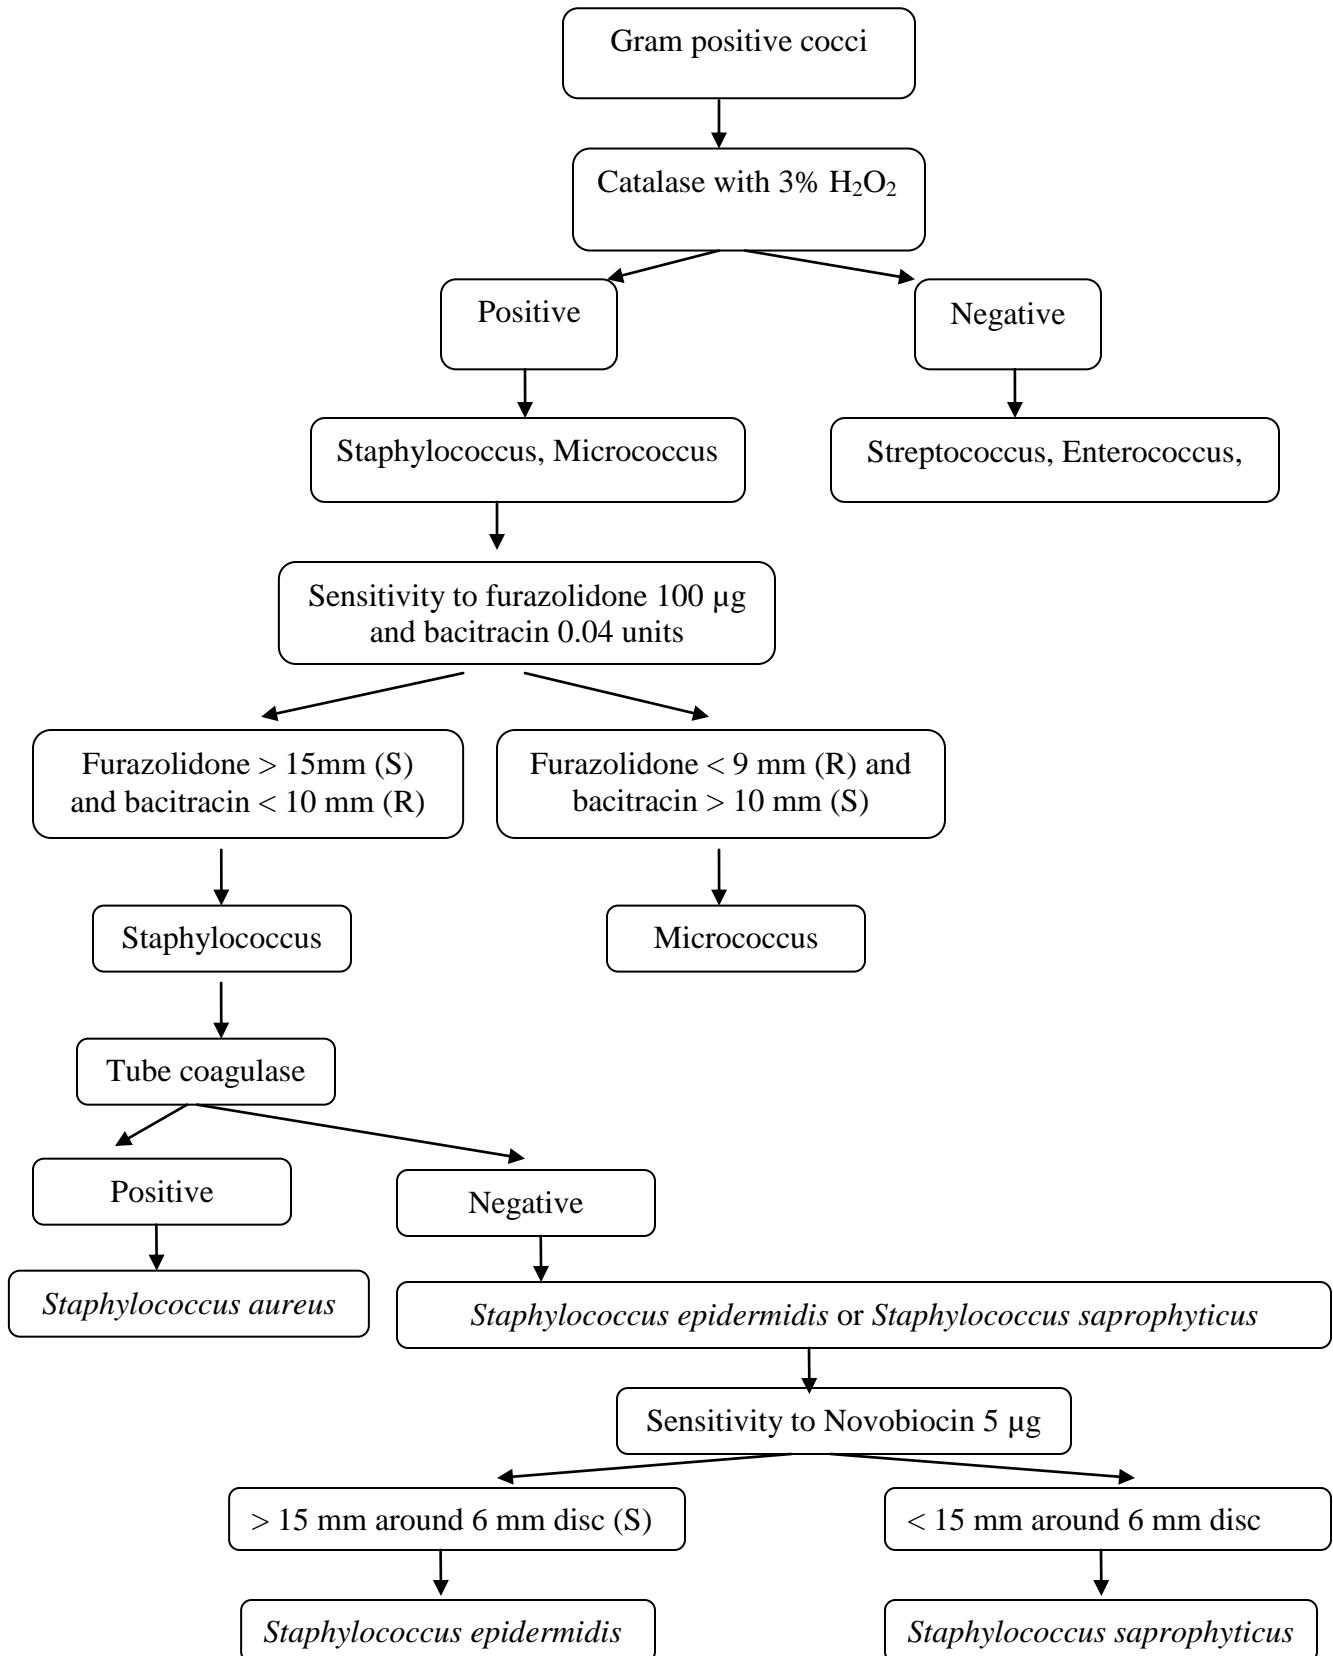 Gram positive cocci
Catalase with 3% H₂O₂
Positive
Negative
Staphylococcus, Micrococcus
Streptococcus, Enterococcus,
Sensitivity to furazolidone 100 µg
and bacitracin 0.04 units
Furazolidone > 15mm (S)
and bacitracin < 10 mm (R)
Furazolidone < 9 mm (R) and
bacitracin > 10 mm (S)
Staphylococcus
Micrococcus
Tube coagulase
Positive
Negative
Staphylococcus aureus
Staphylococcus epidermidis or Staphylococcus saprophyticus
Sensitivity to Novobiocin 5 µg
> 15 mm around 6 mm disc (S)
< 15 mm around 6 mm disc
Staphylococcus epidermidis
Staphylococcus saprophyticus